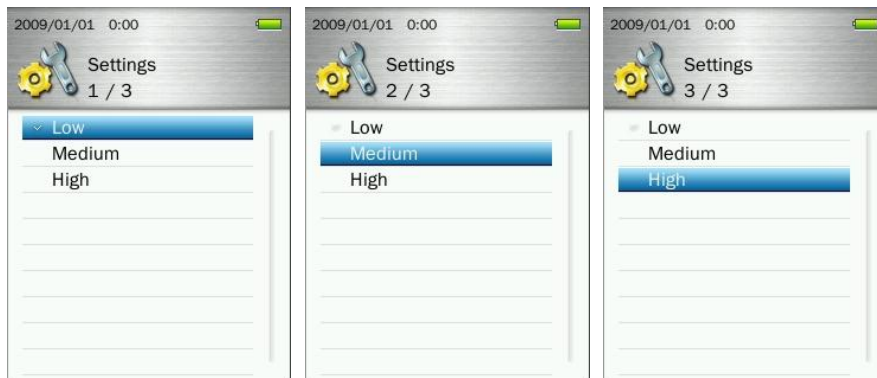 2009/01/01 0:00
Settings
1 / 3
Low
Medium
High
2009/01/01 0:00
Settings
2 / 3
Low
Medium
High
2009/01/01 0:00
Settings
3 / 3
Low
Medium
High